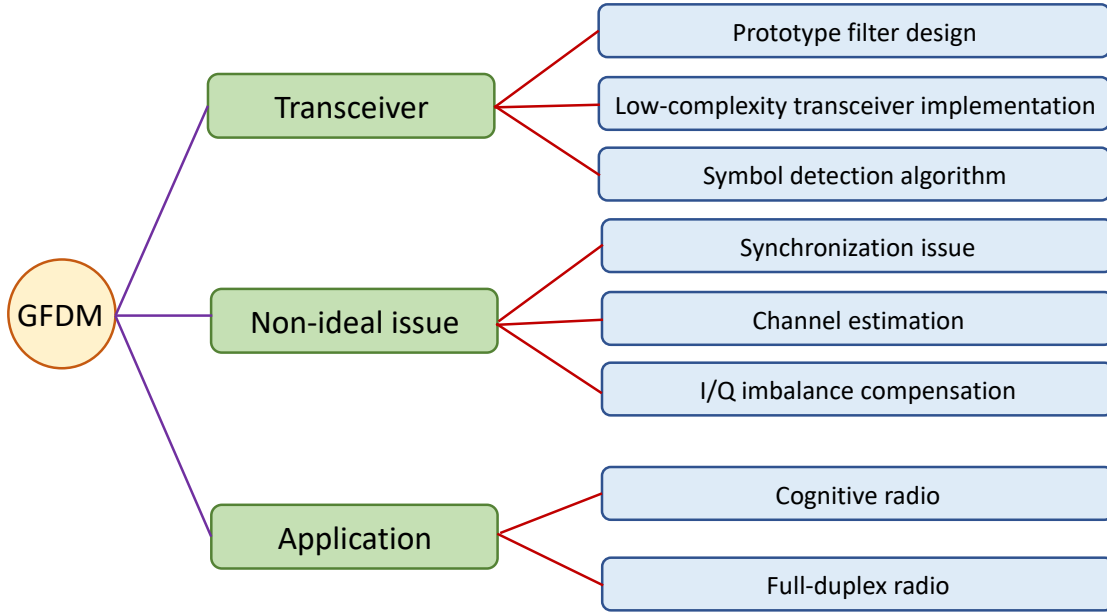 GFDM
Transceiver
Prototype filter design
Low-complexity transceiver implementation
Symbol detection algorithm
Non-ideal issue
Synchronization issue
Channel estimation
I/Q imbalance compensation
Application
Cognitive radio
Full-duplex radio